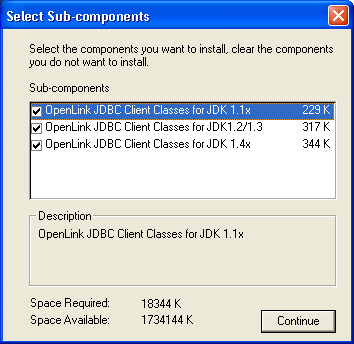 Select Sub-components
Select the components you want to install, clear the components
you do not want to install.
Sub-components
OpenLink JDBC Client Classes for JDK 1.1x 229 K
OpenLink JDBC Client Classes for JDK1.2/1.3 317 K
OpenLink JDBC Client Classes for JDK 1.4x 344 K
Description
OpenLink JDBC Client Classes for JDK 1.1x
Space Required: 18344 K
Space Available: 1734144 K
Continue